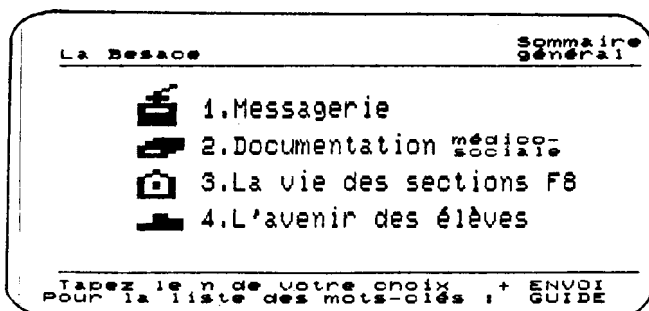 La Besace
Sommaire général
1.Messagerie
2.Documentation médico-sociale
3.La vie des sections F8
4.L'avenir des élèves
Tapez le n de votre choix + ENVOI
Pour la liste des mots-clés : GUIDE